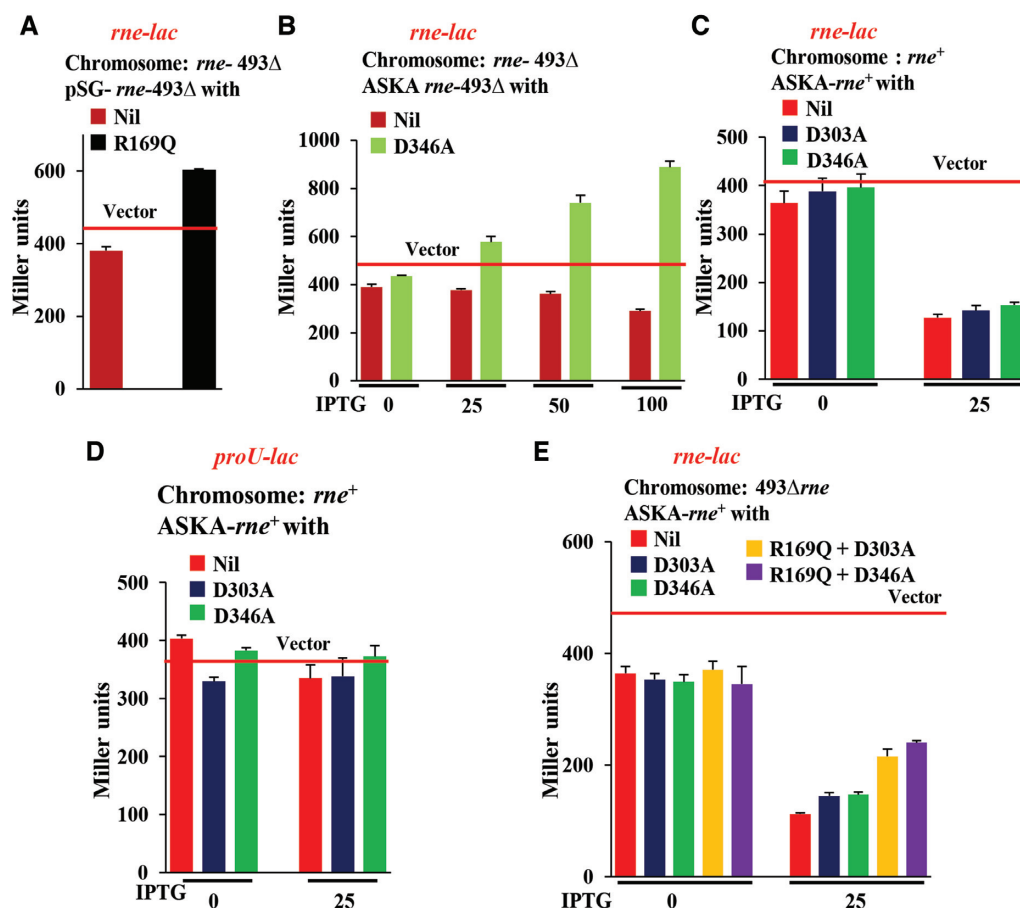 A
rne-lac
Chromosome: rne- 493Δ
pSG- rne-493Δ with
Nil
R169Q
Miller units
600
400
200
0
Vector
B
rne-lac
Chromosome: rne- 493Δ
ASKA rne-493Δ with
Nil
D346A
Miller units
1000
800
600
400
200
0
Vector
IPTG 0 25 50 100
C
rne-lac
Chromosome : rne+
ASKA-rne+ with
Nil
D303A
D346A
Miller units
500
400
300
200
100
0
Vector
IPTG 0 25
D
proU-lac
Chromosome: rne+
ASKA-rne+ with
Nil
D303A
D346A
Miller units
500
400
300
200
100
0
Vector
IPTG 0 25
E
rne-lac
Chromosome: 493Δrne
ASKA-rne+ with
Nil
D303A
D346A
R169Q + D303A
R169Q + D346A
Miller units
600
400
200
0
Vector
IPTG 0 25